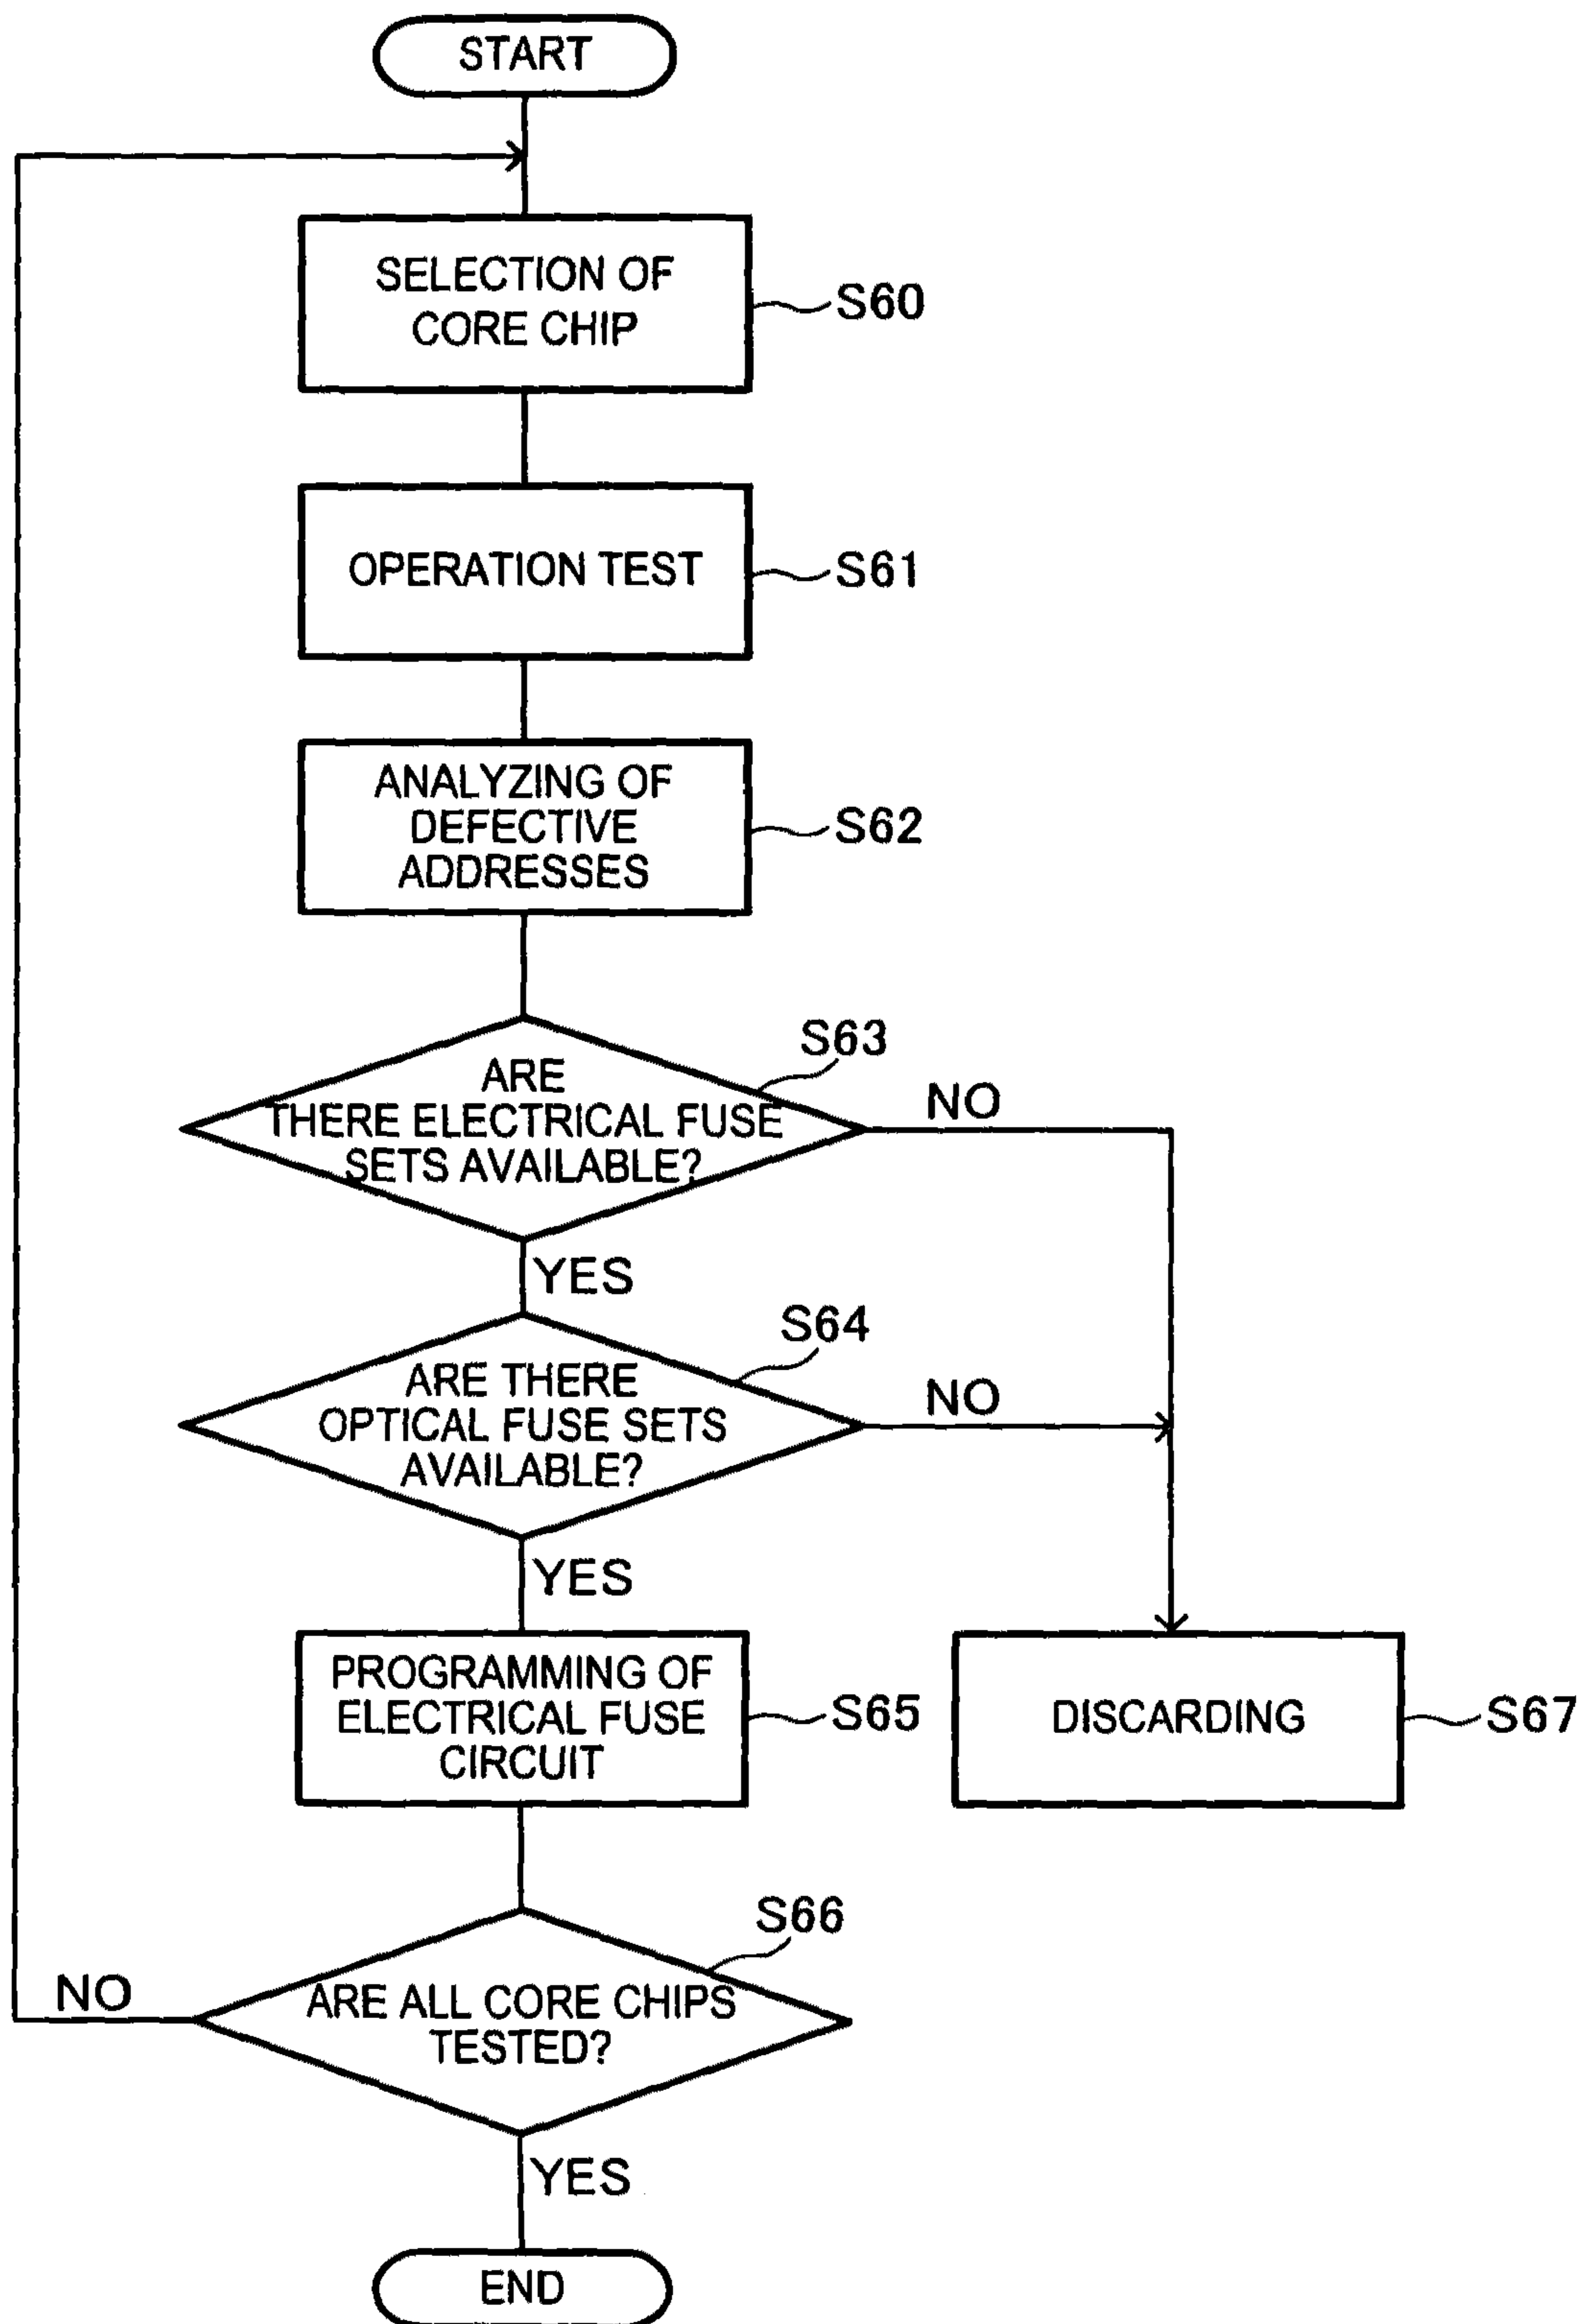 START
SELECTION OF
CORE CHIP
S60
OPERATION TEST
S61
ANALYZING OF
DEFECTIVE
ADDRESSES
S62
S63
ARE
THERE ELECTRICAL FUSE
SETS AVAILABLE?
NO
YES
S64
ARE THERE
OPTICAL FUSE SETS
AVAILABLE?
NO
YES
PROGRAMMING OF
ELECTRICAL FUSE
CIRCUIT
S65
DISCARDING
S67
S66
ARE ALL CORE CHIPS
TESTED?
NO
YES
END